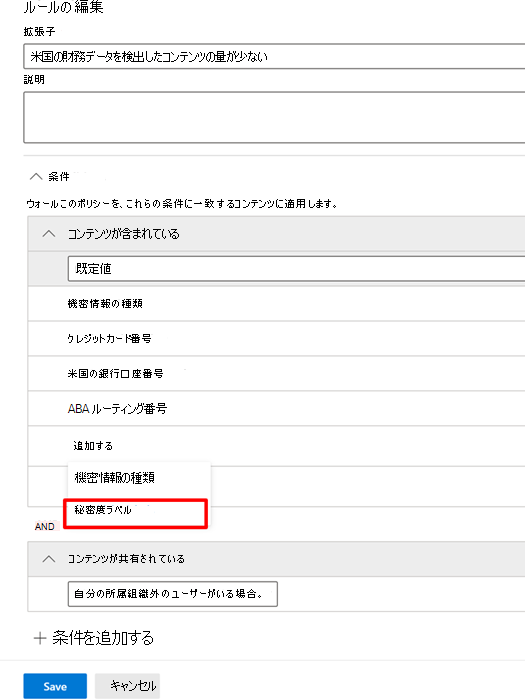 ルールの編集
拡張子
米国の財務データを検出したコンテンツの量が少ない
説明
条件
ウォールこのポリシーを、これらの条件に一致するコンテンツに適用します。
コンテンツが含まれている
既定値
機密情報の種類
クレジットカード番号
米国の銀行口座番号
ABA ルーティング番号
追加する
機密情報の種類
秘密度ラベル
AND
コンテンツが共有されている
自分の所属組織外のユーザーがいる場合。
+ 条件を追加する
Save キャンセル